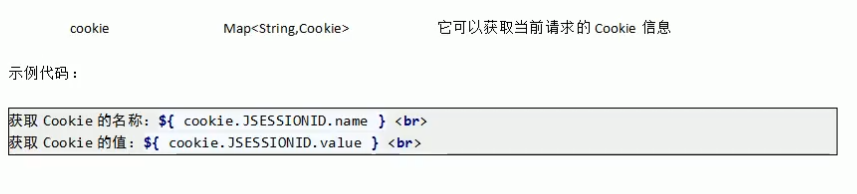 cookie Map<String,Cookie> 它可以获取当前请求的 Cookie 信息
示例代码：
获取 Cookie 的名称：${ cookie.JSESSIONID.name } <br>
获取 Cookie 的值：${ cookie.JSESSIONID.value } <br>